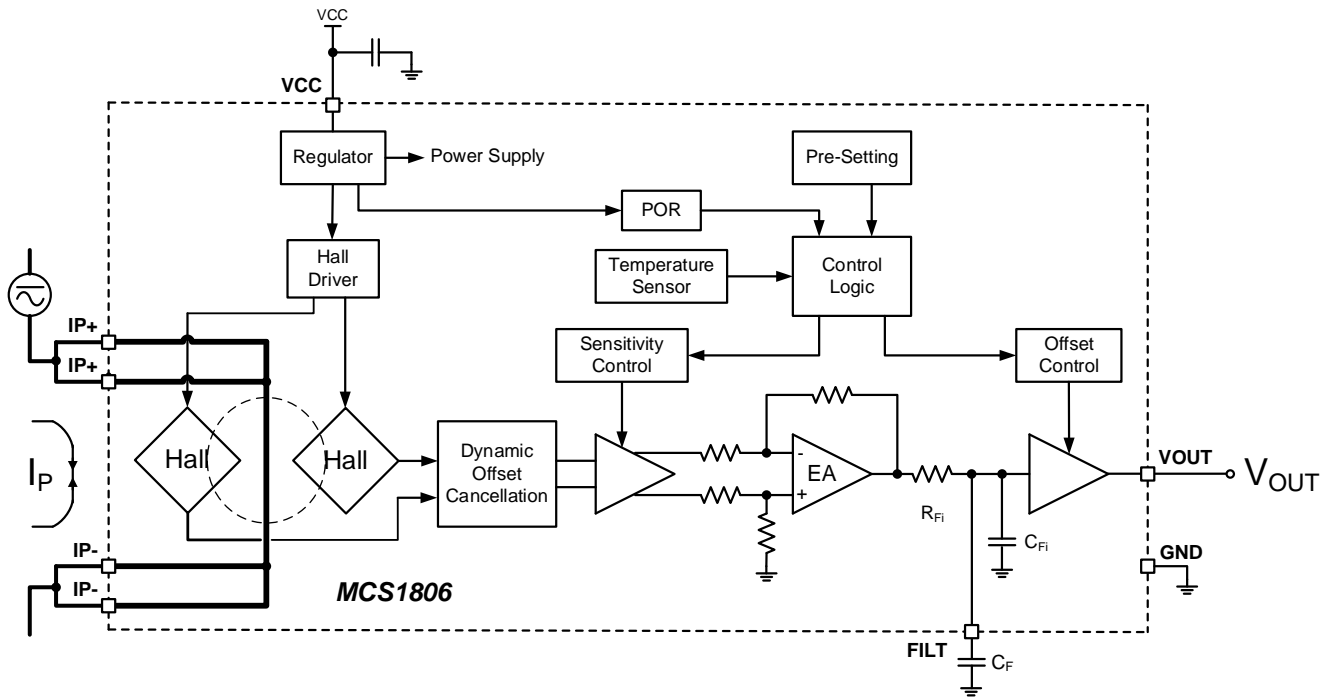 VCC
VCC
Regulator
Power Supply
Pre-Setting
POR
Hall
Driver
Temperature
Sensor
Control
Logic
IP+
IP+
Sensitivity
Control
Offset
Control
IP
Hall
Hall
Dynamic
Offset
Cancellation
-
+
EA
RFi
CFi
VOUT
VOUT
GND
IP-
IP-
MCS1806
FILT
CF